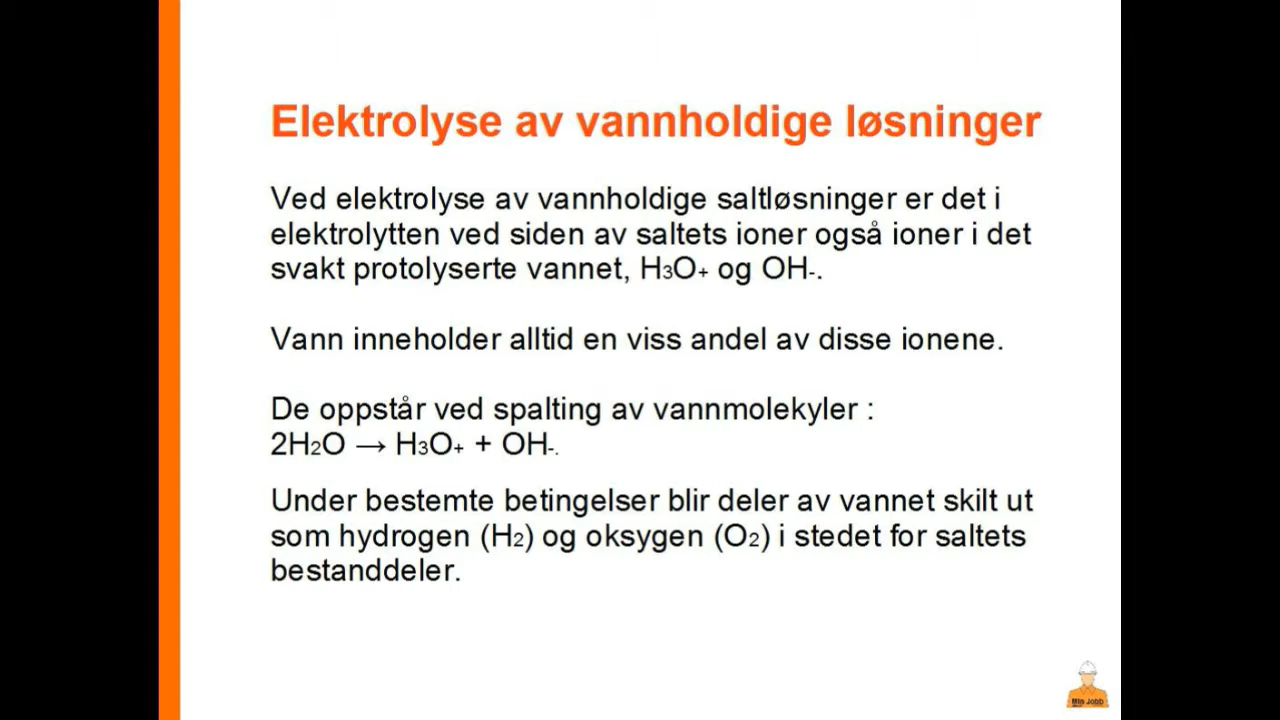 Elektrolyse av vannholdige løsninger
Ved elektrolyse av vannholdige saltløsninger er det i
elektrolytten ved siden av saltets ioner også ioner i det
svakt protolyserte vannet, H3O+ og OH-.
Vann inneholder alltid en viss andel av disse ionene.
De oppstår ved spalting av vannmolekyler :
2H2O → H3O+ + OH-.
Under bestemte betingelser blir deler av vannet skilt ut
som hydrogen (H2) og oksygen (O2) i stedet for saltets
bestanddeler.
Min Jobb